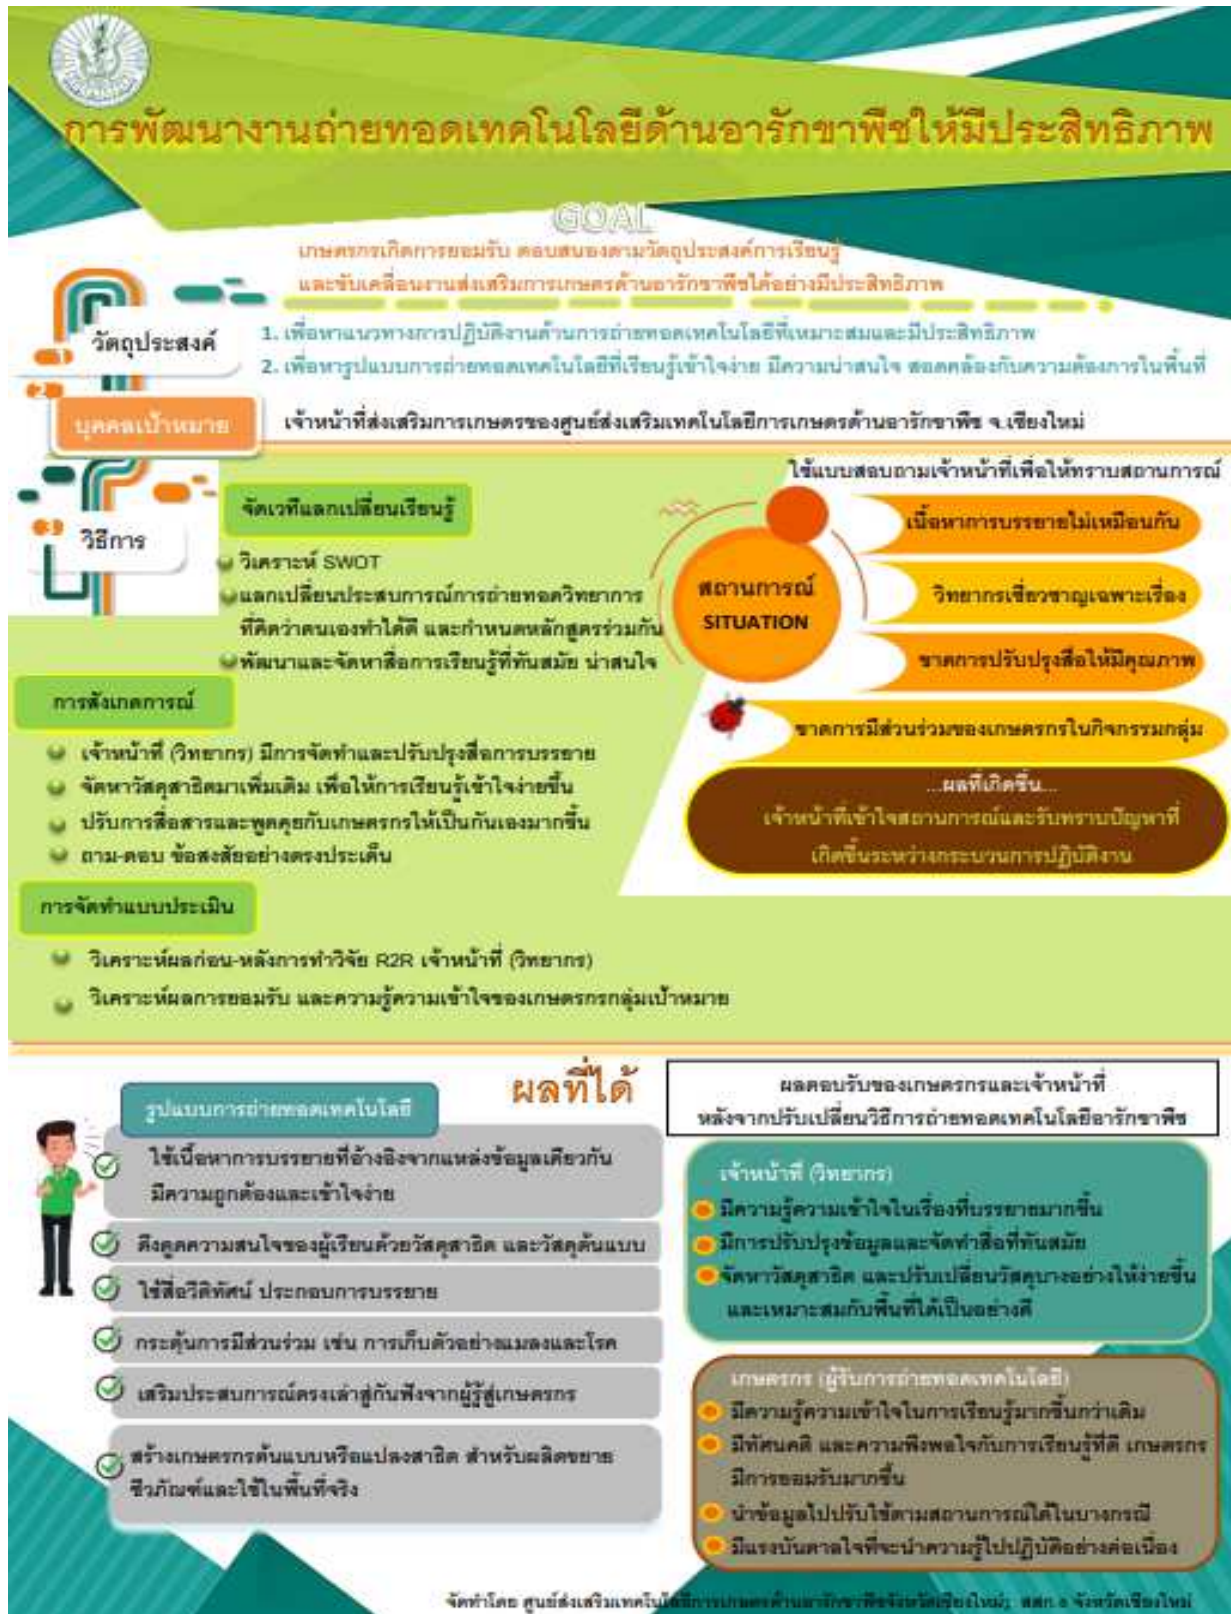 การพัฒนางานถ่ายทอดเทคโนโลยีด้านอารักขาพืชให้มีประสิทธิภาพ
GOAL
เกษตรกรเกิดการยอมรับ ตอบสนองตามวัตถุประสงค์การเรียนรู้
และขับเคลื่อนงานส่งเสริมการเกษตรด้านอารักขาพืชได้อย่างมีประสิทธิภาพ
1
วัตถุประสงค์
1. เพื่อหาแนวทางการปฏิบัติงานด้านการถ่ายทอดเทคโนโลยีที่เหมาะสมและมีประสิทธิภาพ
2. เพื่อหารูปแบบการถ่ายทอดเทคโนโลยีที่เรียนรู้เข้าใจง่าย มีความน่าสนใจ สอดคล้องกับความต้องการในพื้นที่
2
บุคคลเป้าหมาย
เจ้าหน้าที่ส่งเสริมการเกษตรของศูนย์ส่งเสริมเทคโนโลยีการเกษตรด้านอารักขาพืช จ.เชียงใหม่
3
วิธีการ
จัดเวทีแลกเปลี่ยนเรียนรู้
วิเคราะห์ SWOT
แลกเปลี่ยนประสบการณ์การถ่ายทอดวิทยาการ
ที่คิดว่าตนเองทำได้ดี และกำหนดหลักสูตรร่วมกัน
พัฒนาและจัดหาสื่อการเรียนรู้ที่ทันสมัย น่าสนใจ
การสังเกตการณ์
เจ้าหน้าที่ (วิทยากร) มีการจัดทำและปรับปรุงสื่อการบรรยาย
จัดหาวัสดุสาธิตมาเพิ่มเติม เพื่อให้การเรียนรู้เข้าใจง่ายขึ้น
ปรับการสื่อสารและพูดคุยกับเกษตรกรให้เป็นกันเองมากขึ้น
ถาม-ตอบ ข้อสงสัยอย่างตรงประเด็น
การจัดทำแบบประเมิน
วิเคราะห์ผลก่อน-หลังการทำวิจัย R2R เจ้าหน้าที่ (วิทยากร)
วิเคราะห์ผลการยอมรับ และความรู้ความเข้าใจของเกษตรกรกลุ่มเป้าหมาย
ใช้แบบสอบถามเจ้าหน้าที่เพื่อให้ทราบสถานการณ์
สถานการณ์
SITUATION
เนื้อหาการบรรยายไม่เหมือนกัน
วิทยากรเชี่ยวชาญเฉพาะเรื่อง
ขาดการปรับปรุงสื่อให้มีคุณภาพ
ขาดการมีส่วนร่วมของเกษตรกรในกิจกรรมกลุ่ม
...ผลที่เกิดขึ้น...
เจ้าหน้าที่เข้าใจสถานการณ์และรับทราบปัญหาที่
เกิดขึ้นระหว่างกระบวนการปฏิบัติงาน
ผลที่ได้
รูปแบบการถ่ายทอดเทคโนโลยี
ใช้เนื้อหาการบรรยายที่อ้างอิงจากแหล่งข้อมูลเดียวกัน
มีความถูกต้องและเข้าใจง่าย
ดึงดูดความสนใจของผู้เรียนด้วยวัสดุสาธิต และวัสดุต้นแบบ
ใช้สื่อวีดิทัศน์ ประกอบการบรรยาย
กระตุ้นการมีส่วนร่วม เช่น การเก็บตัวอย่างแมลงและโรค
เสริมประสบการณ์ตรงเล่าสู่กันฟังจากผู้รู้สู่เกษตรกร
สร้างเกษตรกรต้นแบบหรือแปลงสาธิต สำหรับผลิตขยาย
ชีวภัณฑ์และใช้ในพื้นที่จริง
ผลตอบรับของเกษตรกรและเจ้าหน้าที่
หลังจากปรับเปลี่ยนวิธีการถ่ายทอดเทคโนโลยีอารักขาพืช
เจ้าหน้าที่ (วิทยากร)
มีความรู้ความเข้าใจในเรื่องที่บรรยายมากขึ้น
มีการปรับปรุงข้อมูลและจัดทำสื่อที่ทันสมัย
จัดหาวัสดุสาธิต และปรับเปลี่ยนวัสดุบางอย่างให้ง่ายขึ้น
และเหมาะสมกับพื้นที่ได้เป็นอย่างดี
เกษตรกร (ผู้รับการถ่ายทอดเทคโนโลยี)
มีความรู้ความเข้าใจในการเรียนรู้มากขึ้นกว่าเดิม
มีทัศนคติ และความพึงพอใจกับการเรียนรู้ที่ดี เกษตรกร
มีการยอมรับมากขึ้น
นำข้อมูลไปปรับใช้ตามสถานการณ์ได้ในบางกรณี
มีแรงบันดาลใจที่จะนำความรู้ไปปฏิบัติอย่างต่อเนื่อง
จัดทำโดย ศูนย์ส่งเสริมเทคโนโลยีการเกษตรด้านอารักขาพืชจังหวัดเชียงใหม่; สสก.6 จังหวัดเชียงใหม่